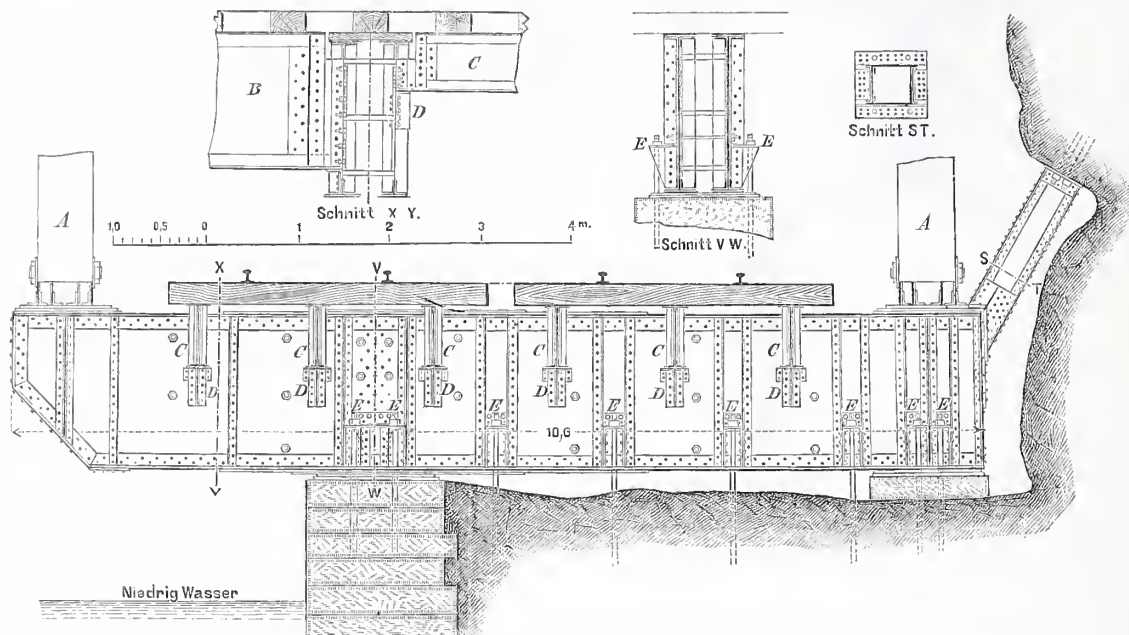 B
C
D
E E
Schnitt ST.
Schnitt X Y.
Schnitt V W.
A
A
1,0 0,5 0 1 2 3 4 m.
X
V
S
T
C C C C C C
D D D D D D
E E E E E E E E
10,6
Y
W
Niedrig Wasser